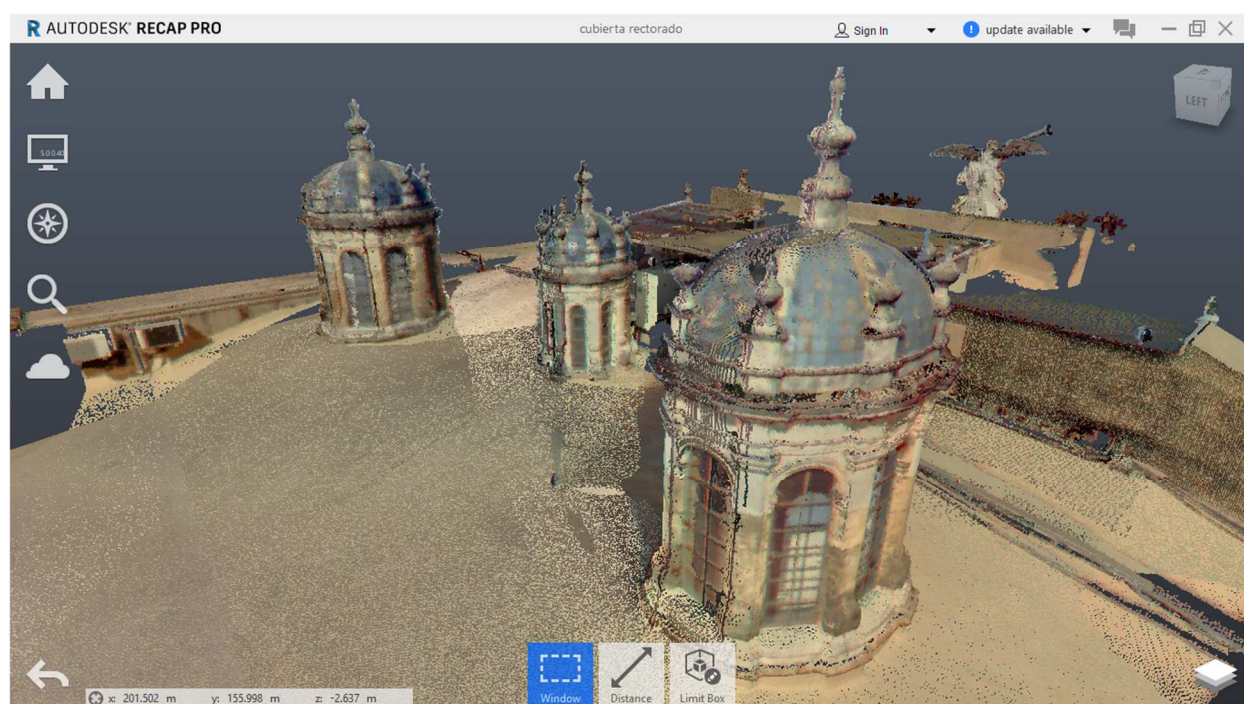 R AUTODESK® RECAP PRO
cubierta rectorado
Sign In
update available
LEFT
x: 201.502 m y: 155.998 m z: -2.637 m
Window
Distance
Limit Box